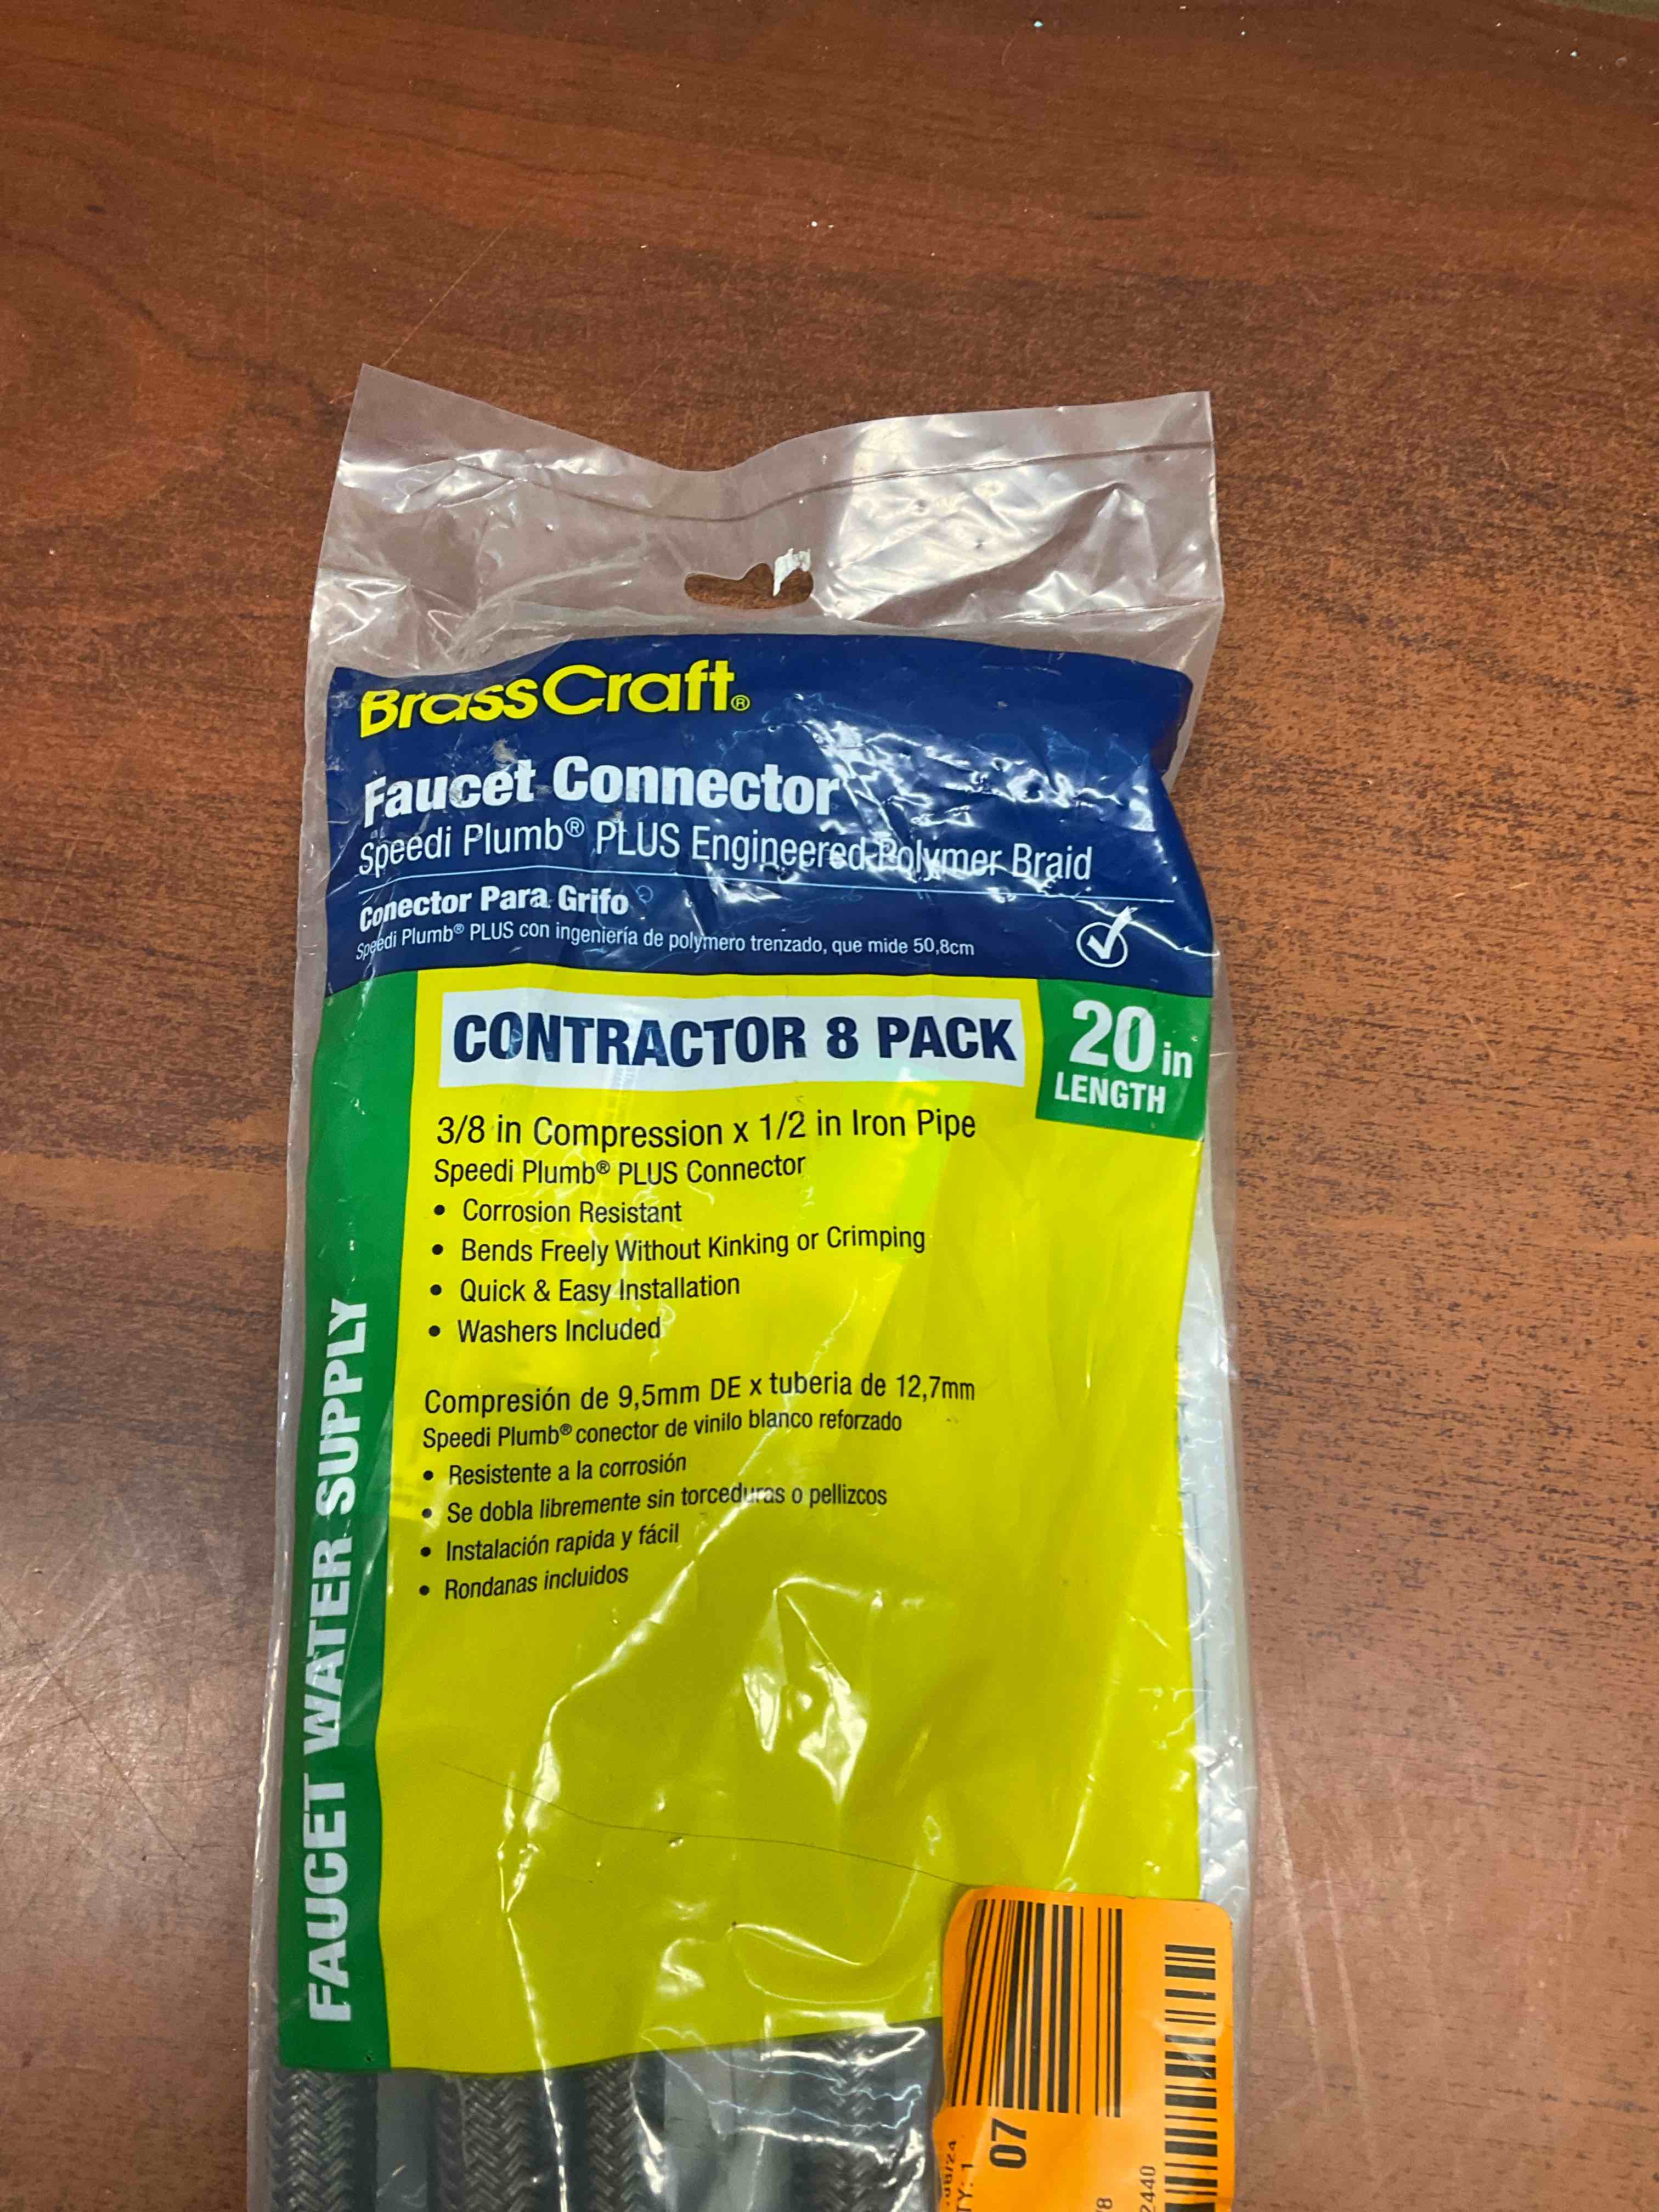 BrassCraft®
Faucet Connector
Speedi Plumb® PLUS Engineered Polymer Braid
Conector Para Grifo
Speedi Plumb® PLUS con ingeniería de polymero trenzado, que mide 50,8cm
CONTRACTOR 8 PACK
20 in
LENGTH
3/8 in Compression x 1/2 in Iron Pipe
Speedi Plumb® PLUS Connector
• Corrosion Resistant
• Bends Freely Without Kinking or Crimping
• Quick & Easy Installation
• Washers Included
Compresión de 9,5mm DE x tuberia de 12,7mm
Speedi Plumb® conector de vinilo blanco reforzado
• Resistente a la corrosión
• Se dobla libremente sin torceduras o pellizcos
• Instalación rapida y fácil
• Rondanas incluidos
FAUCET WATER SUPPLY
07